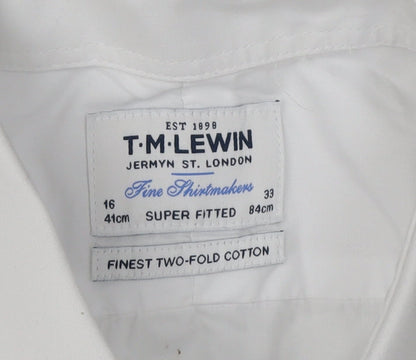 EST 1898
T·M·LEWIN
JERMYN ST. LONDON
Fine Shirtmakers
16 33
41cm SUPER FITTED 84cm
FINEST TWO-FOLD COTTON